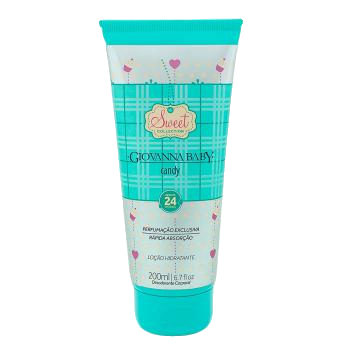 Sweet
COLLECTION
GIOVANNA BABY
candy
24
PERFUMAÇÃO EXCLUSIVA
RÁPIDA ABSORÇÃO
LOÇÃO HIDRATANTE
200ml | 6.7 fl oz
Desodorante Corporal